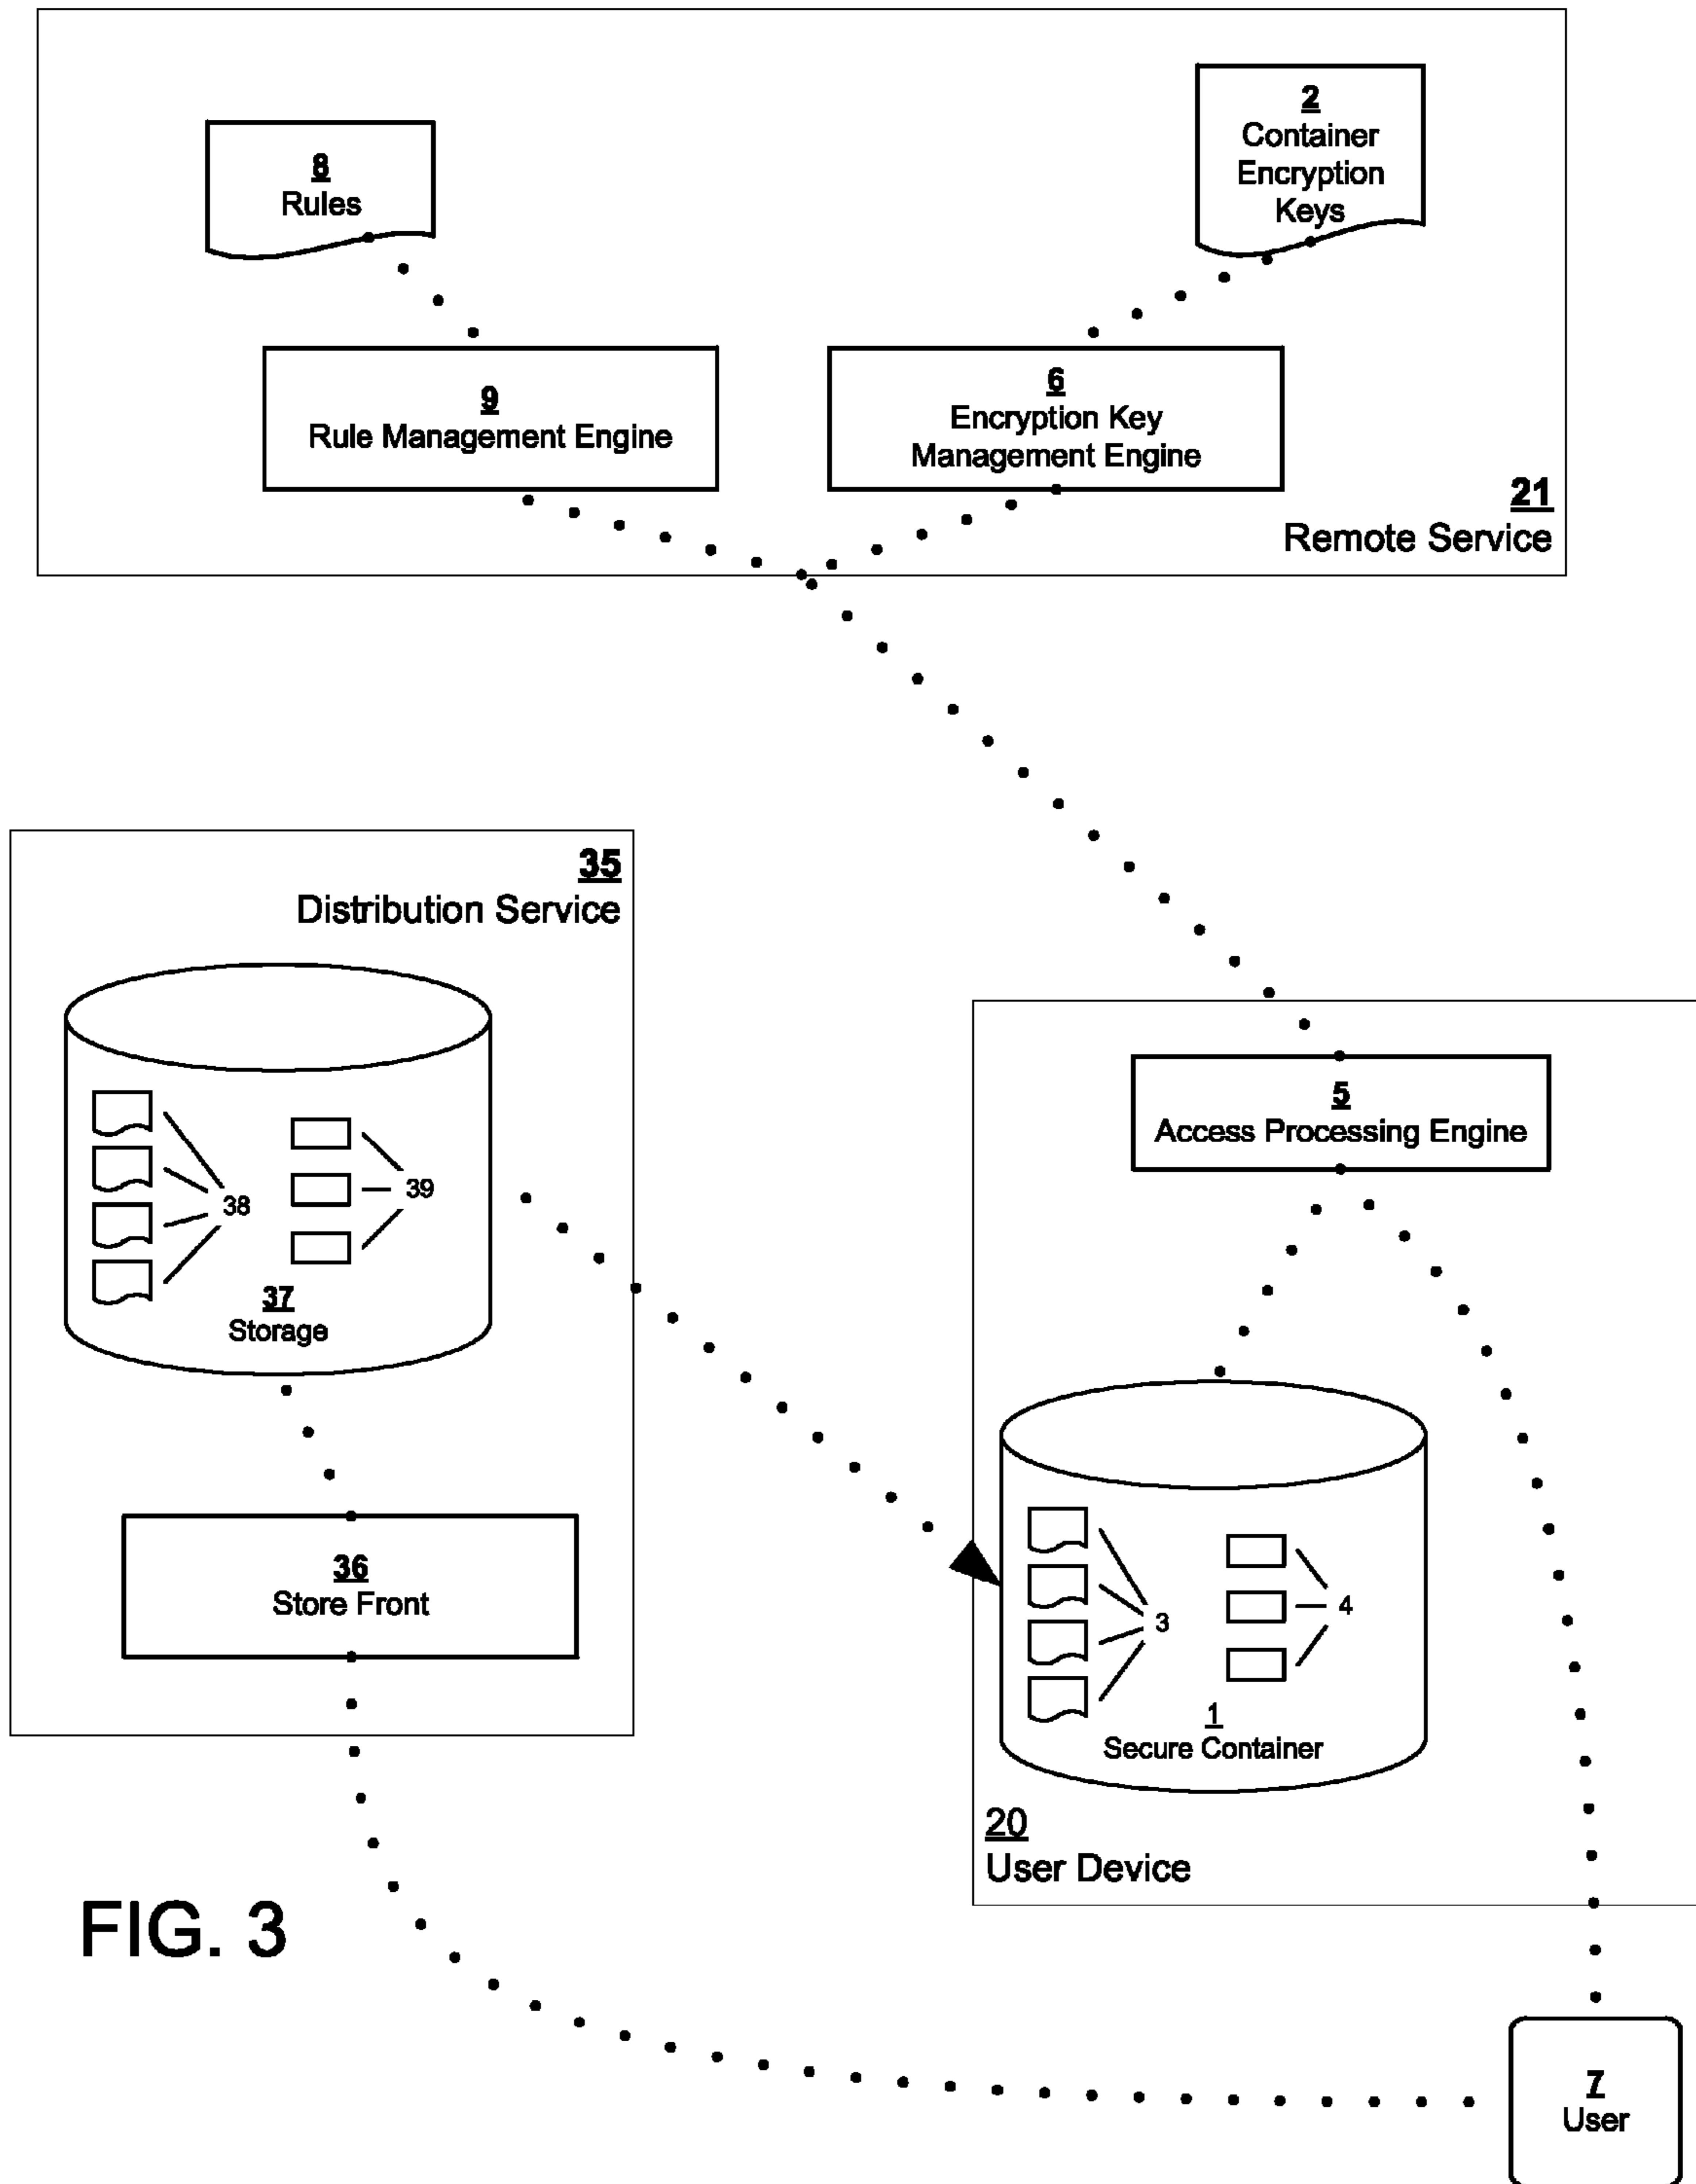 8
Rules
2
Container
Encryption
Keys
9
Rule Management Engine
6
Encryption Key
Management Engine
21
Remote Service
35
Distribution Service
38
39
37
Storage
36
Store Front
5
Access Processing Engine
3
4
1
Secure Container
20
User Device
FIG. 3
7
User